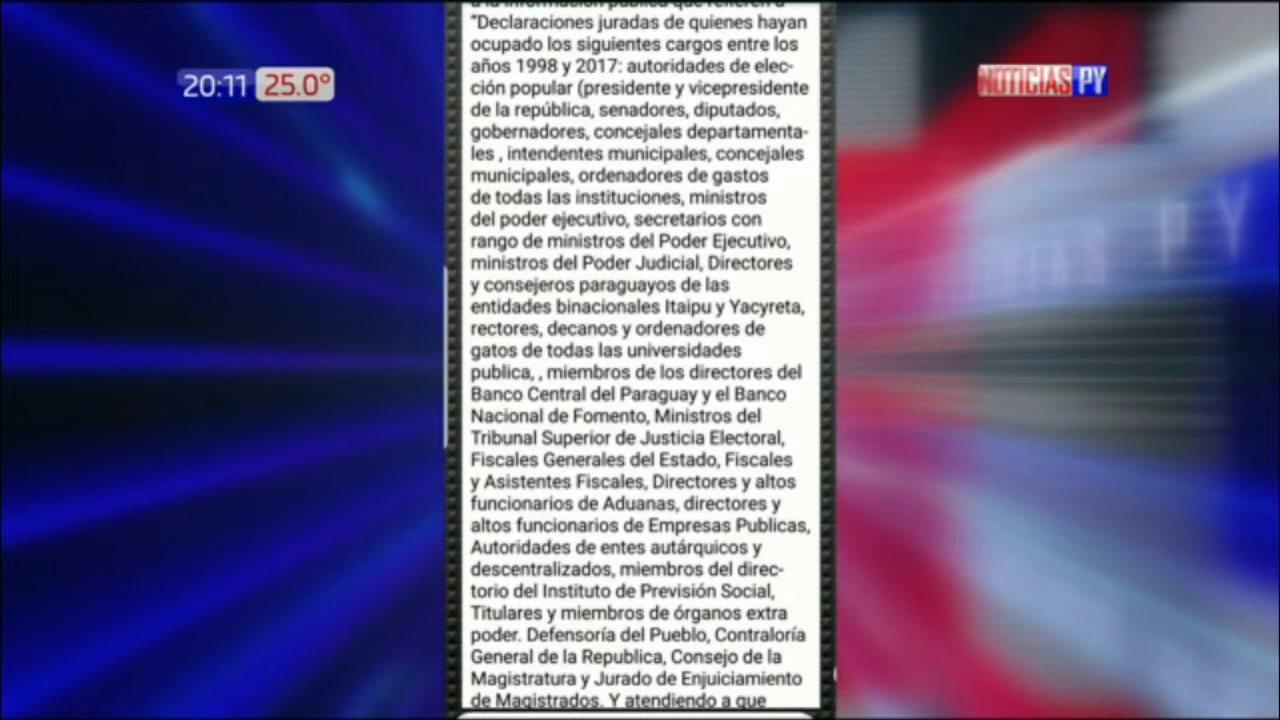 20:11 25.0°
NOTICIAS PY
a la información pública que refieren a
“Declaraciones juradas de quienes hayan
ocupado los siguientes cargos entre los
años 1998 y 2017: autoridades de elec-
ción popular (presidente y vicepresidente
de la república, senadores, diputados,
gobernadores, concejales departamenta-
les , intendentes municipales, concejales
municipales, ordenadores de gastos
de todas las instituciones, ministros
del poder ejecutivo, secretarios con
rango de ministros del Poder Ejecutivo,
ministros del Poder Judicial, Directores
y consejeros paraguayos de las
entidades binacionales Itaipu y Yacyreta,
rectores, decanos y ordenadores de
gatos de todas las universidades
publica, , miembros de los directores del
Banco Central del Paraguay y el Banco
Nacional de Fomento, Ministros del
Tribunal Superior de Justicia Electoral,
Fiscales Generales del Estado, Fiscales
y Asistentes Fiscales, Directores y altos
funcionarios de Aduanas, directores y
altos funcionarios de Empresas Publicas,
Autoridades de entes autárquicos y
descentralizados, miembros del direc-
torio del Instituto de Previsión Social,
Titulares y miembros de órganos extra
poder. Defensoría del Pueblo, Contraloría
General de la Republica, Consejo de la
Magistratura y Jurado de Enjuiciamiento
de Magistrados. Y atendiendo a que